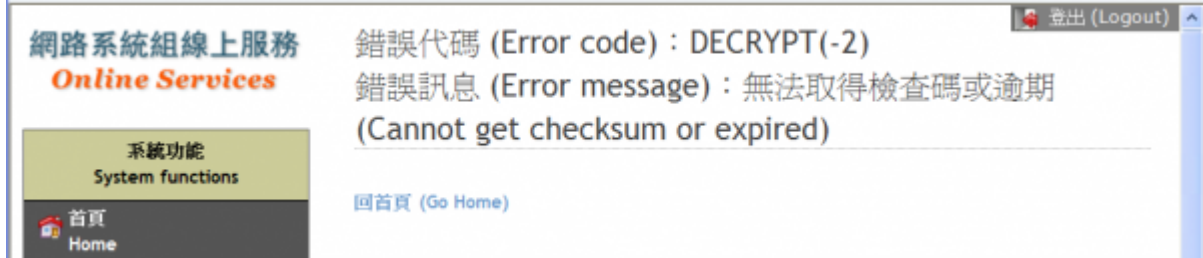 登出 (Logout)
網路系統組線上服務
Online Services
錯誤代碼 (Error code)：DECRYPT(-2)
錯誤訊息 (Error message)：無法取得檢查碼或逾期
(Cannot get checksum or expired)
系統功能
System functions
回首頁 (Go Home)
首頁
Home